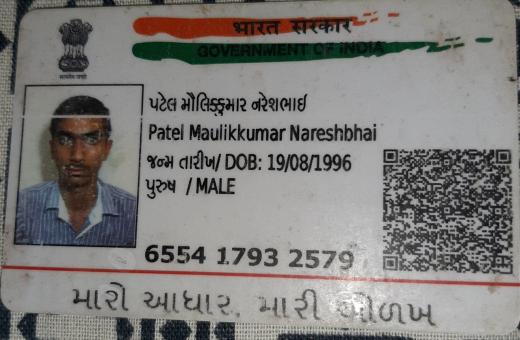 भारत सरकार
GOVERNMENT OF INDIA
પટેલ મૌલિક્કુમાર નરેશભાઈ
Patel Maulikkumar Nareshbhai
જન્મ તારીખ/ DOB: 19/08/1996
પુરુષ / MALE
6554 1793 2579
મારો આધાર, મારી ઓળખ